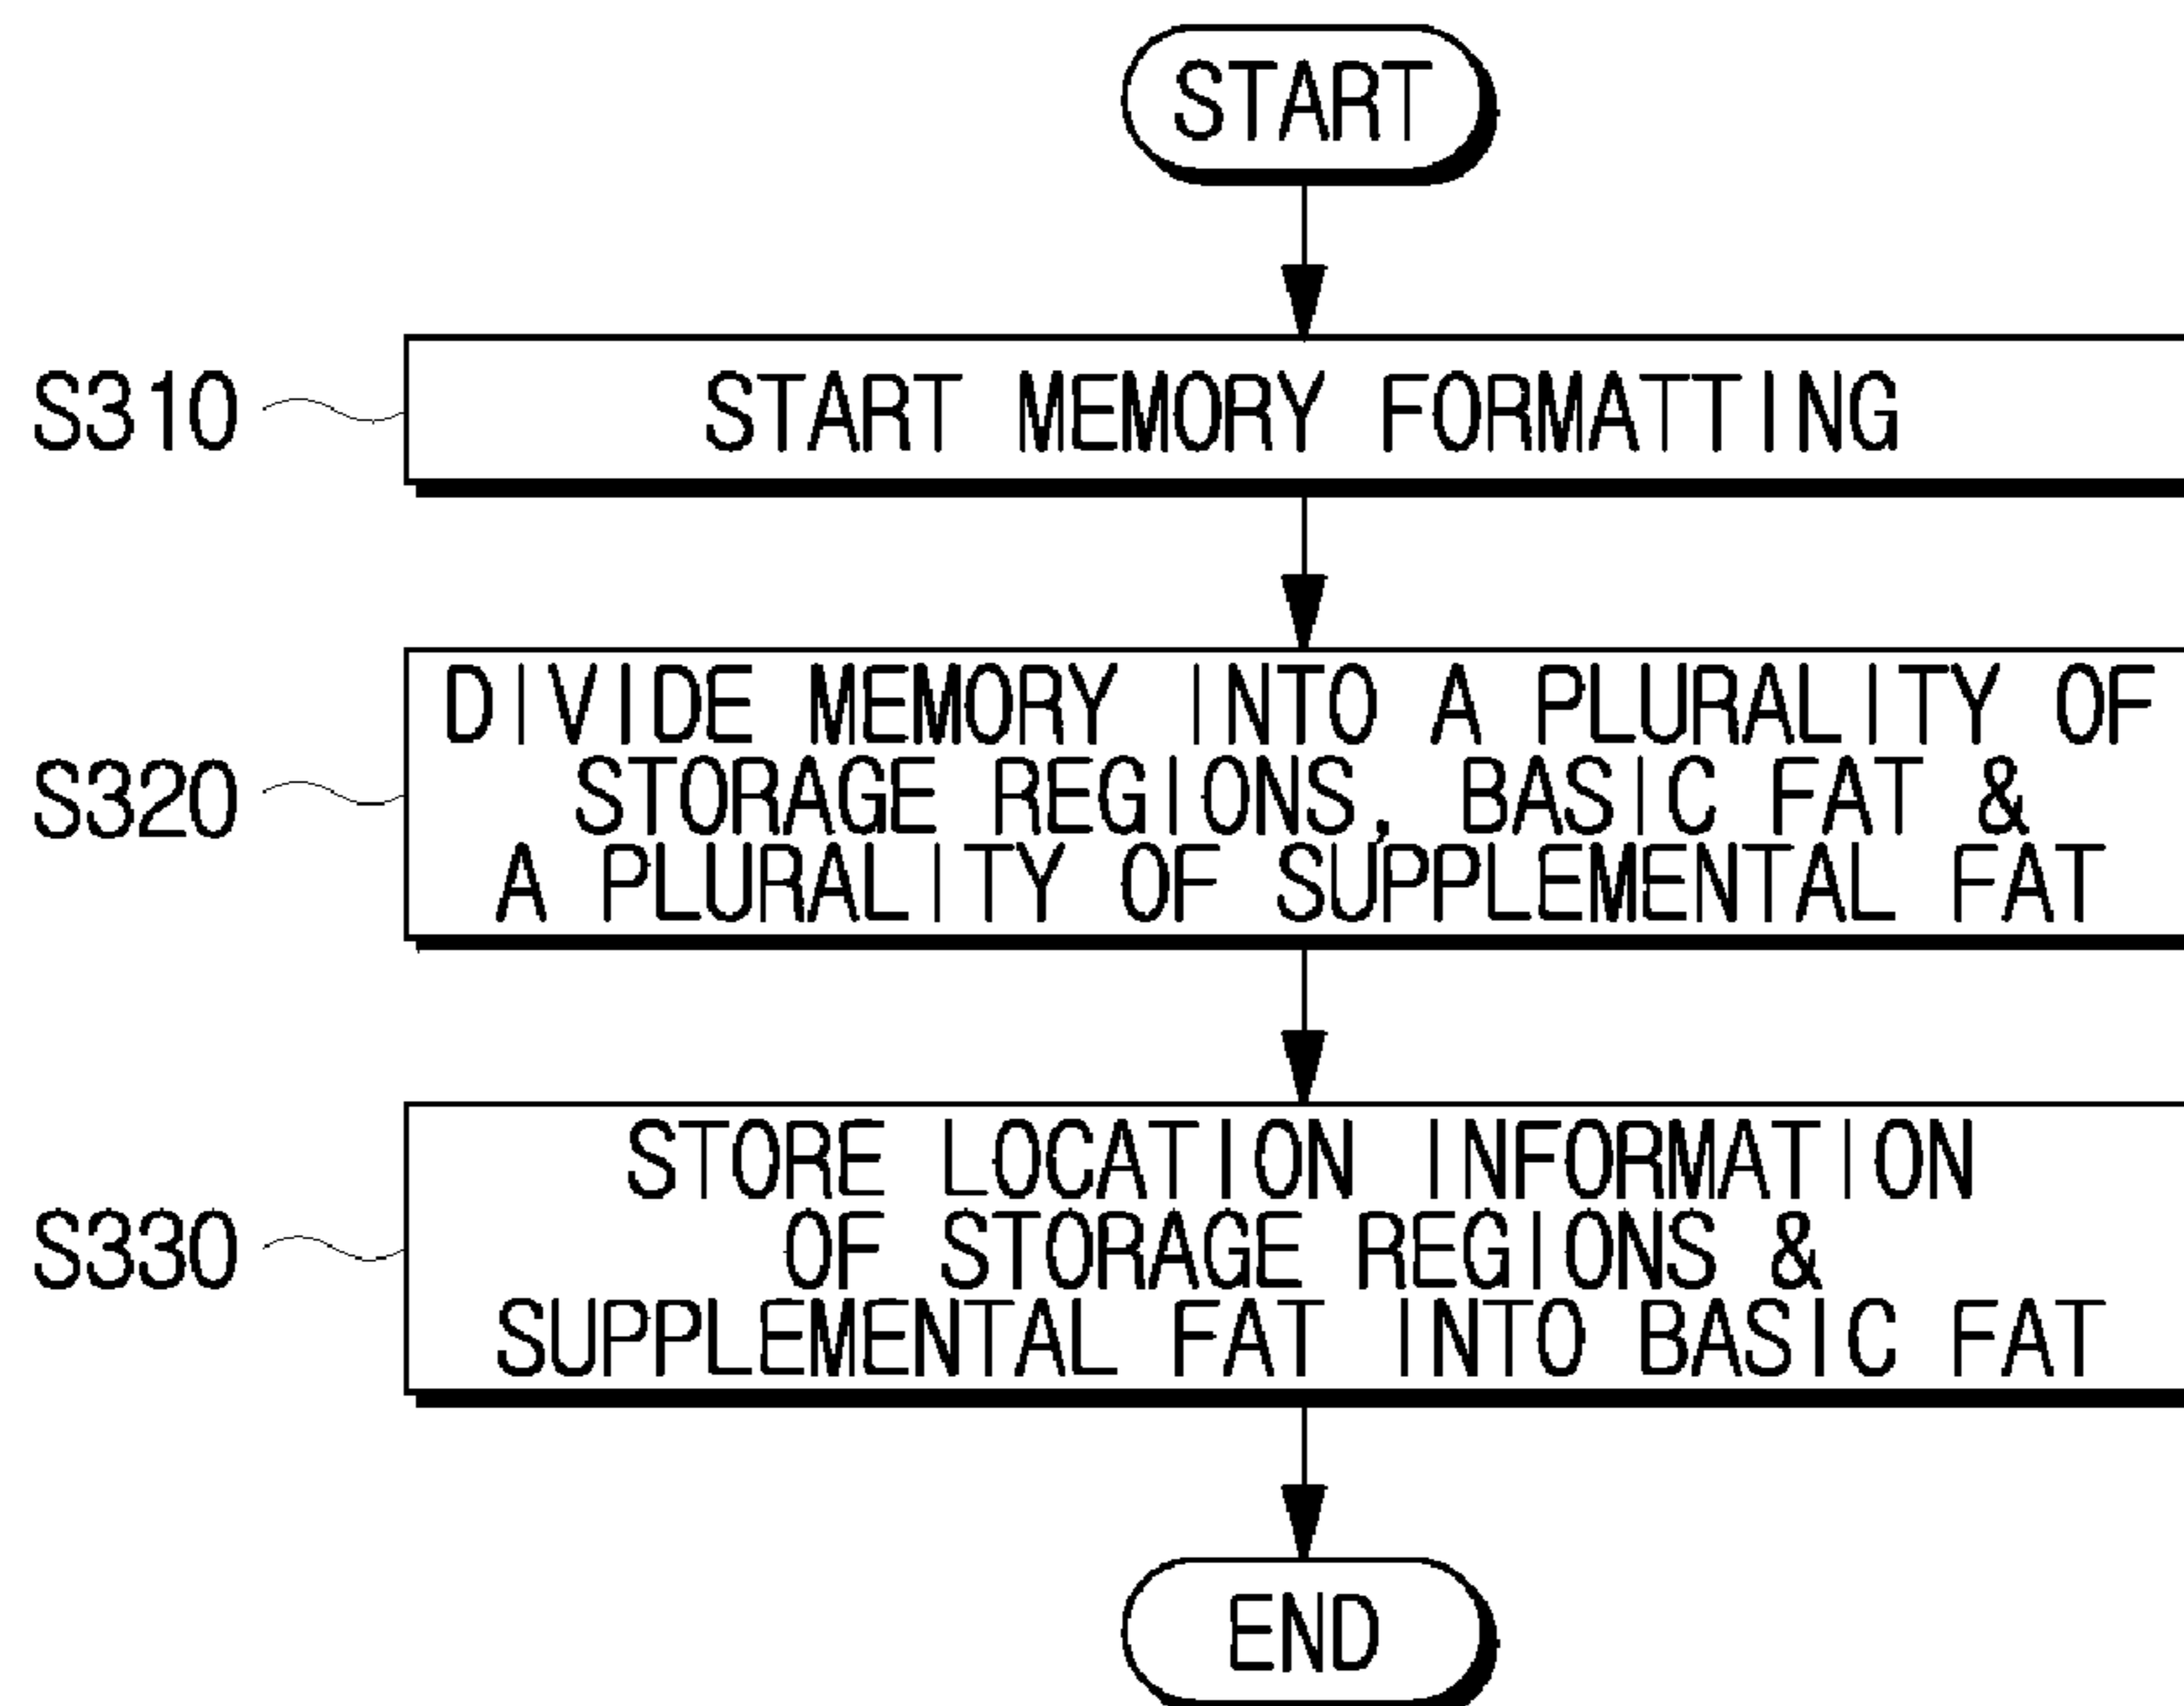 START
S310
START MEMORY FORMATTING
S320
DIVIDE MEMORY INTO A PLURALITY OF
STORAGE REGIONS, BASIC FAT &
A PLURALITY OF SUPPLEMENTAL FAT
S330
STORE LOCATION INFORMATION
OF STORAGE REGIONS &
SUPPLEMENTAL FAT INTO BASIC FAT
END